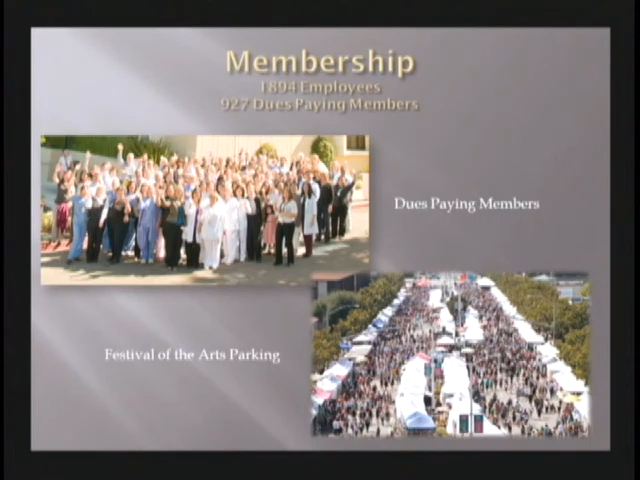 Membership
1894 Employees
927 Dues Paying Members
Dues Paying Members
Festival of the Arts Parking